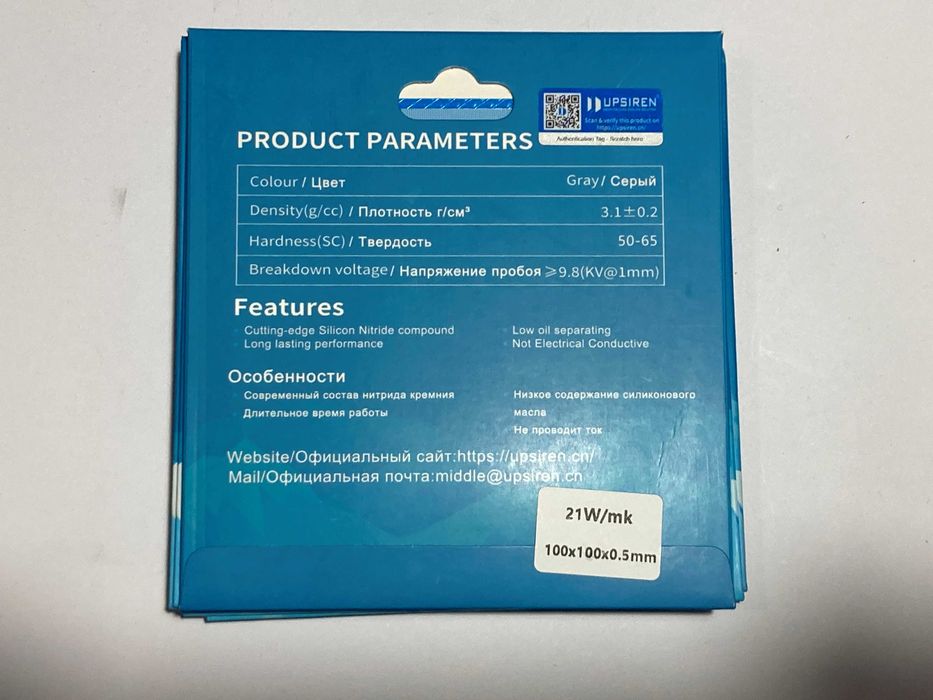 UPSIREN
Scan & verify this product on
https://upsiren.cn/
Authentication Tag - Scratch here
PRODUCT PARAMETERS
Colour / Цвет Gray / Серый
Density(g/cc) / Плотность г/см³ 3.1±0.2
Hardness(SC) / Твердость 50-65
Breakdown voltage / Напряжение пробоя ⩾9.8(KV@1mm)
Features
Cutting-edge Silicon Nitride compound
Long lasting performance
Low oil separating
Not Electrical Conductive
Особенности
Современный состав нитрида кремния
Длительное время работы
Низкое содержание силиконового
масла
Не проводит ток
Website/Официальный сайт:https://upsiren.cn/
Mail/Официальная почта:middle@upsiren.cn
21W/mk
100x100x0.5mm